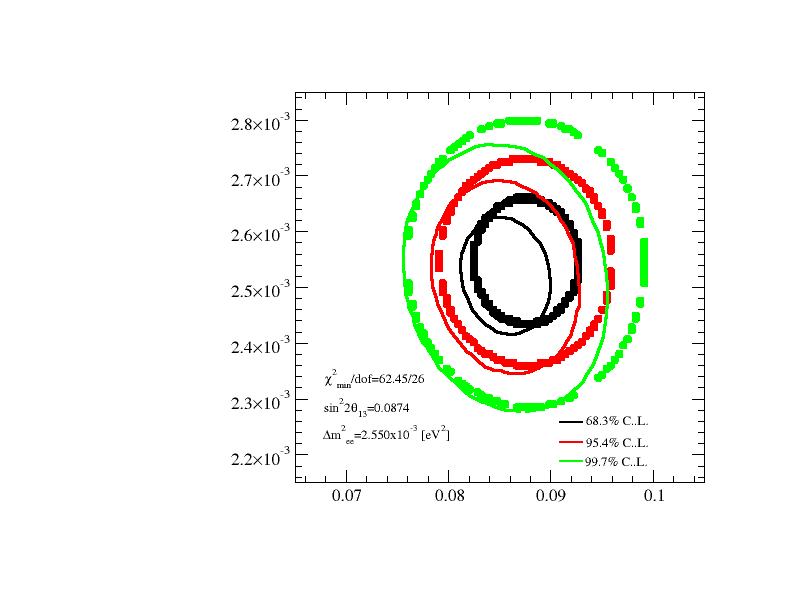 2.8×10⁻³
2.7×10⁻³
2.6×10⁻³
2.5×10⁻³
2.4×10⁻³
2.3×10⁻³
2.2×10⁻³
χ²ₘᵢₙ/dof=62.45/26
sin²2θ₁₃=0.0874
Δm²ₑₑ=2.550x10⁻³ [eV²]
68.3% C..L.
95.4% C..L.
99.7% C..L.
0.07 0.08 0.09 0.1